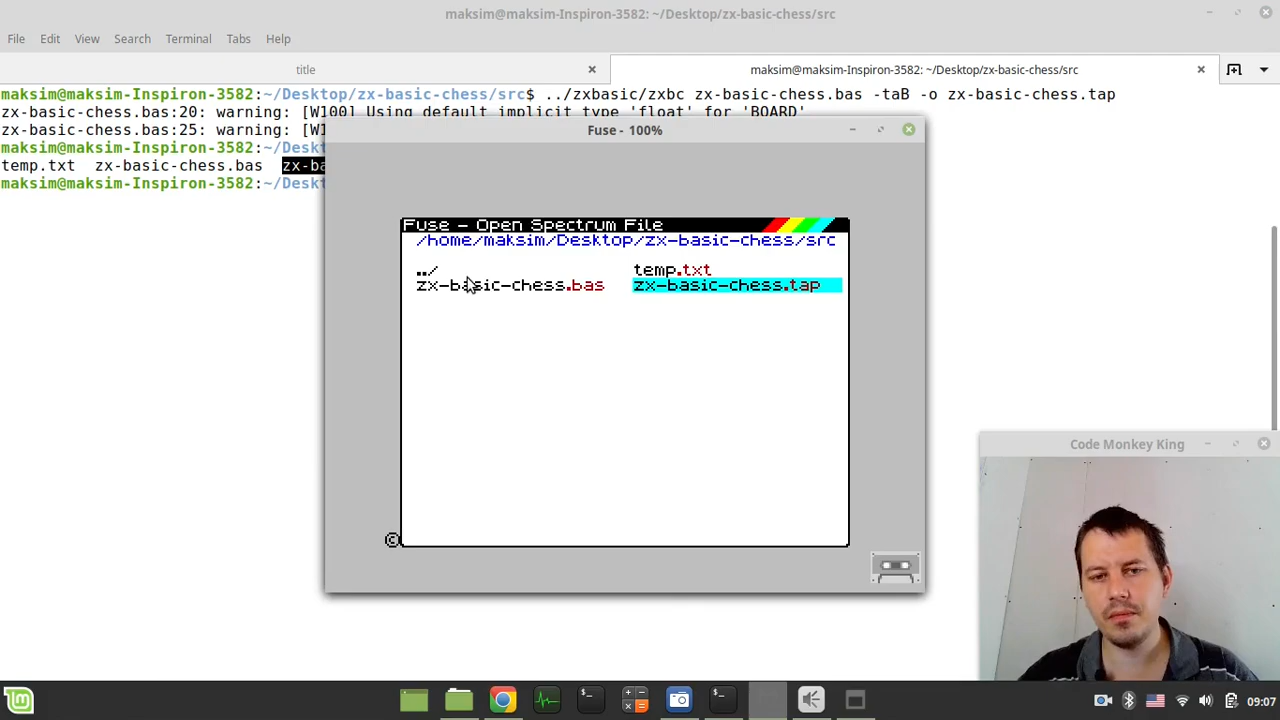 maksim@maksim-Inspiron-3582: ~/Desktop/zx-basic-chess/src
File Edit View Search Terminal Tabs Help
title
maksim@maksim-Inspiron-3582: ~/Desktop/zx-basic-chess/src
maksim@maksim-Inspiron-3582:~/Desktop/zx-basic-chess/src$ ../zxbasic/zxbc zx-basic-chess.bas -taB -o zx-basic-chess.tap
zx-basic-chess.bas:20: warning: [W100] Using default implicit type 'float' for 'BOARD'
zx-basic-chess.bas:25: warning: [W1
maksim@maksim-Inspiron-3582:~/Deskt
temp.txt zx-basic-chess.bas zx-ba
maksim@maksim-Inspiron-3582:~/Deskt
Fuse - 100%
Fuse - Open Spectrum File
/home/maksim/Desktop/zx-basic-chess/src
../ temp.txt
zx-basic-chess.bas zx-basic-chess.tap
©
Code Monkey King
09:07